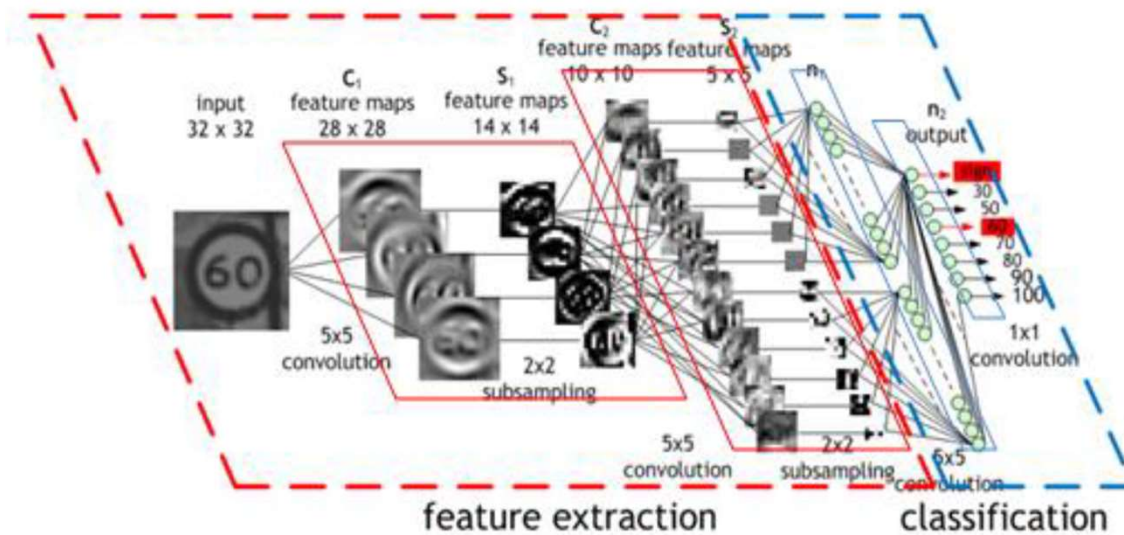 input
32 x 32
C1
feature maps
28 x 28
S1
feature maps
14 x 14
C2
feature maps
10 x 10
S2
feature maps
5 x 5
n1
n2
output
60
30
50
60
70
80
90
100
5x5
convolution
2x2
subsampling
5x5
convolution
2x2
subsampling
convolution
1x1
convolution
feature extraction
classification